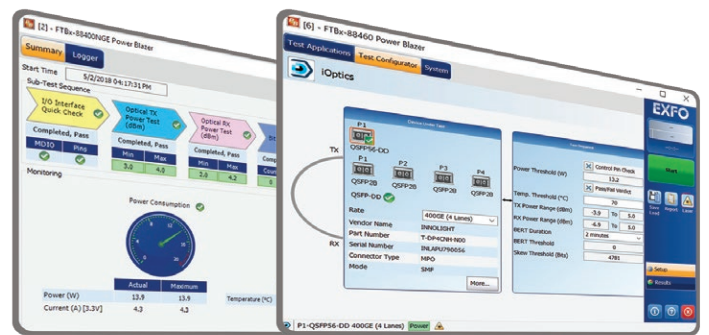 [2] - FTBx-88400NGE Power Blazer
Summary Logger
Start Time 5/2/2018 04:17:31 PM
Sub-Test Sequence
I/O Interface
Quick Check
Optical TX
Power Test
(dBm)
Optical RX
Power Test
(dBm)
Completed, Pass
Completed, Pass
Completed, Pass
MDIO Pins
Min Max
3.0 4.0
Min Max
2.0 4.2
Monitoring
Power Consumption
Actual Maximum
Power (W) 13.9 13.9
Current (A) [3.3V] 4.3 4.3
Temperature (°C)
[6] - FTBx-88460 Power Blazer
Test Applications Test Configurator System
iOptics
EXFO
TX
RX
P1
QSFP56-DD
P1 P2 P3 P4
QSFP28 QSFP28 QSFP28 QSFP28
QSFP-DD
Rate 400GE (4 Lanes)
Vendor Name INNOLIGHT
Part Number T-DP4CNH-N00
Serial Number INLAPU790056
Connector Type MPO
Mode SMF
More...
Control Pin Check
Power Threshold (W) 13.2
Pass/Fail Verdict
Temp. Threshold (°C) 70
TX Power Range (dBm) -3.9 To 5.0
RX Power Range (dBm) -6.9 To 5.0
BERT Duration 2 minutes
BERT Threshold 0
Skew Threshold (Bits) 4781
Start
Save
Load
Report
Laser
Setup
Results
P1-QSFP56-DD 400GE (4 Lanes) Power